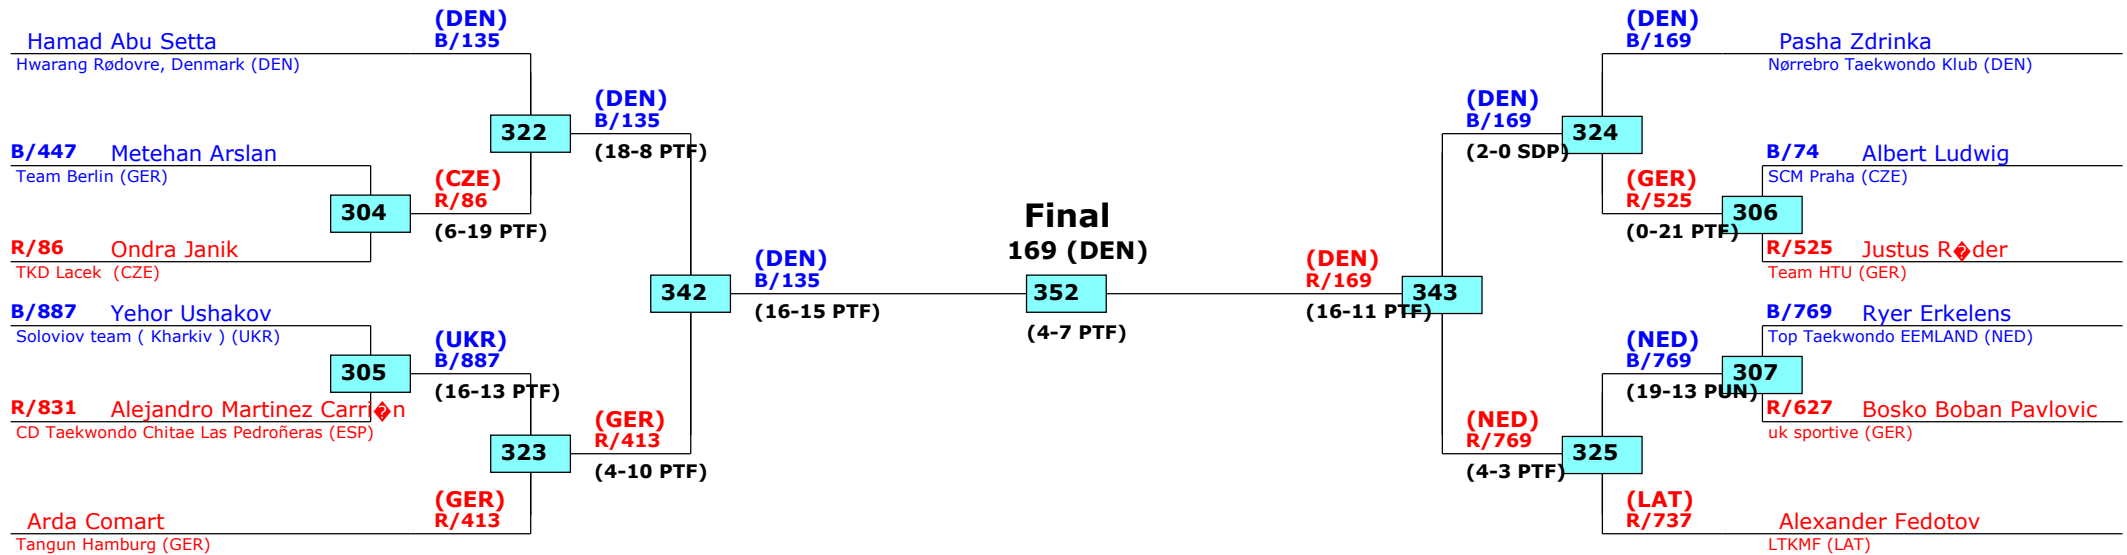 (DEN)
B/135
Hamad Abu Setta
Hwarang Rødovre, Denmark (DEN)
322
(DEN)
B/135
(18-8 PTF)
B/447 Metehan Arslan
Team Berlin (GER)
304
(CZE)
R/86
(6-19 PTF)
R/86 Ondra Janik
TKD Lacek (CZE)
342
(DEN)
B/135
(16-15 PTF)
B/887 Yehor Ushakov
Soloviov team ( Kharkiv ) (UKR)
305
(UKR)
B/887
(16-13 PTF)
R/831 Alejandro Martinez Carri�n
CD Taekwondo Chitae Las Pedroñeras (ESP)
323
(GER)
R/413
(4-10 PTF)
(GER)
R/413
Arda Comart
Tangun Hamburg (GER)
Final
169 (DEN)
352
(4-7 PTF)
(DEN)
B/169
Pasha Zdrinka
Nørrebro Taekwondo Klub (DEN)
(DEN)
B/169
324
(2-0 SDP)
B/74 Albert Ludwig
SCM Praha (CZE)
(GER)
R/525
306
(0-21 PTF)
R/525 Justus R�der
Team HTU (GER)
(DEN)
R/169
343
(16-11 PTF)
B/769 Ryer Erkelens
Top Taekwondo EEMLAND (NED)
(NED)
B/769
307
(19-13 PUN)
R/627 Bosko Boban Pavlovic
uk sportive (GER)
(NED)
R/769
325
(4-3 PTF)
(LAT)
R/737
Alexander Fedotov
LTKMF (LAT)